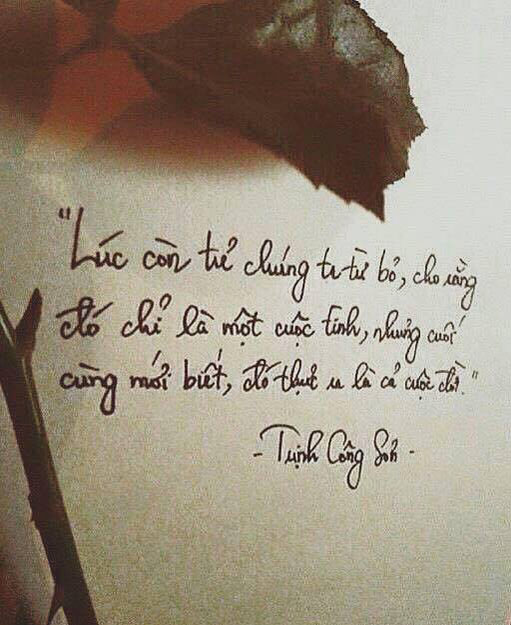 "Lúc còn trẻ chúng ta từ bỏ, cho rằng
đó chỉ là một cuộc tình, nhưng cuối
cùng mới biết, đó thực ra là cả cuộc đời."
- Trịnh Công Sơn -